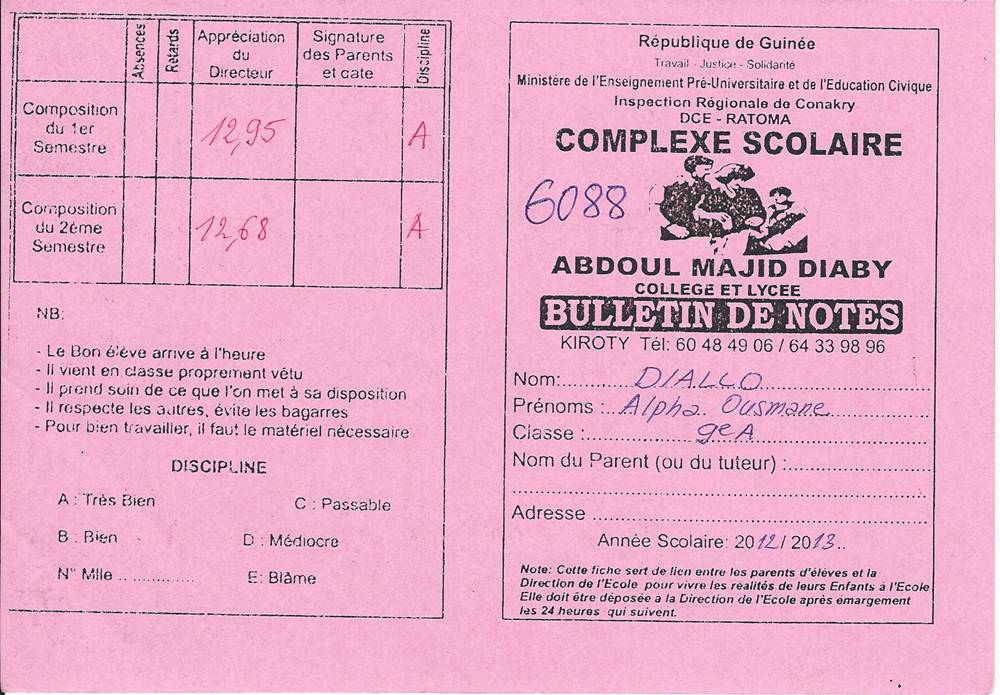 Absences
Retards
Appréciation du Directeur
Signature des Parents et date
Discipline
Composition du 1er Semestre
12,95
A
Composition du 2éme Semestre
12,68
A
NB:
- Le Bon éléve arrive à l'heure
- Il vient en classe proprement vêtu
- Il prend soin de ce que l'on met à sa disposition
- Il respecte les autres, évite les bagarres
- Pour bien travailler, il faut le matériel nécessaire
DISCIPLINE
A : Très Bien
C : Passable
B : Bien
D : Médiocre
N° Mlle ..............
E: Blâme
République de Guinée
Travail - Justice - Solidarité
Ministère de l'Enseignement Pré-Universitaire et de l'Education Civique
Inspection Régionale de Conakry
DCE - RATOMA
COMPLEXE SCOLAIRE
6088
ABDOUL MAJID DIABY
COLLEGE ET LYCEE
BULLETIN DE NOTES
KIROTY Tél: 60 48 49 06 / 64 33 98 96
Nom:..........DIALLO..........
Prénoms :..Alpha Ousmane..
Classe :..........9e A..........
Nom du Parent (ou du tuteur) :....................
Adresse ..................................................
Année Scolaire: 2012/ 2013..
Note: Cette fiche sert de lien entre les parents d'élèves et la
Direction de l'Ecole pour vivre les réalités de leurs Enfants à l'Ecole
Elle doit être déposée à la Direction de l'Ecole après émargement
les 24 heures qui suivent.